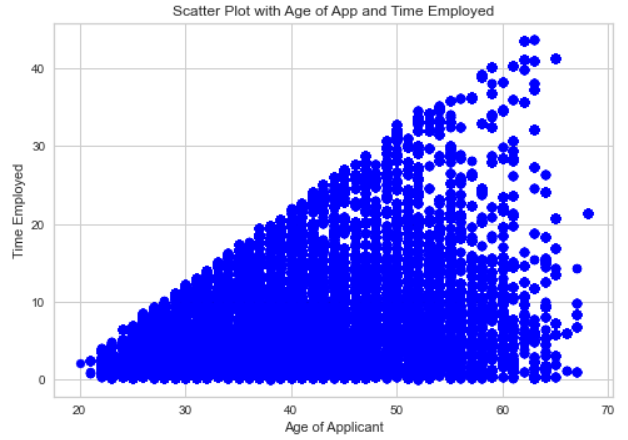 Scatter Plot with Age of App and Time Employed
40
30
20
10
0
Time Employed
20 30 40 50 60 70
Age of Applicant